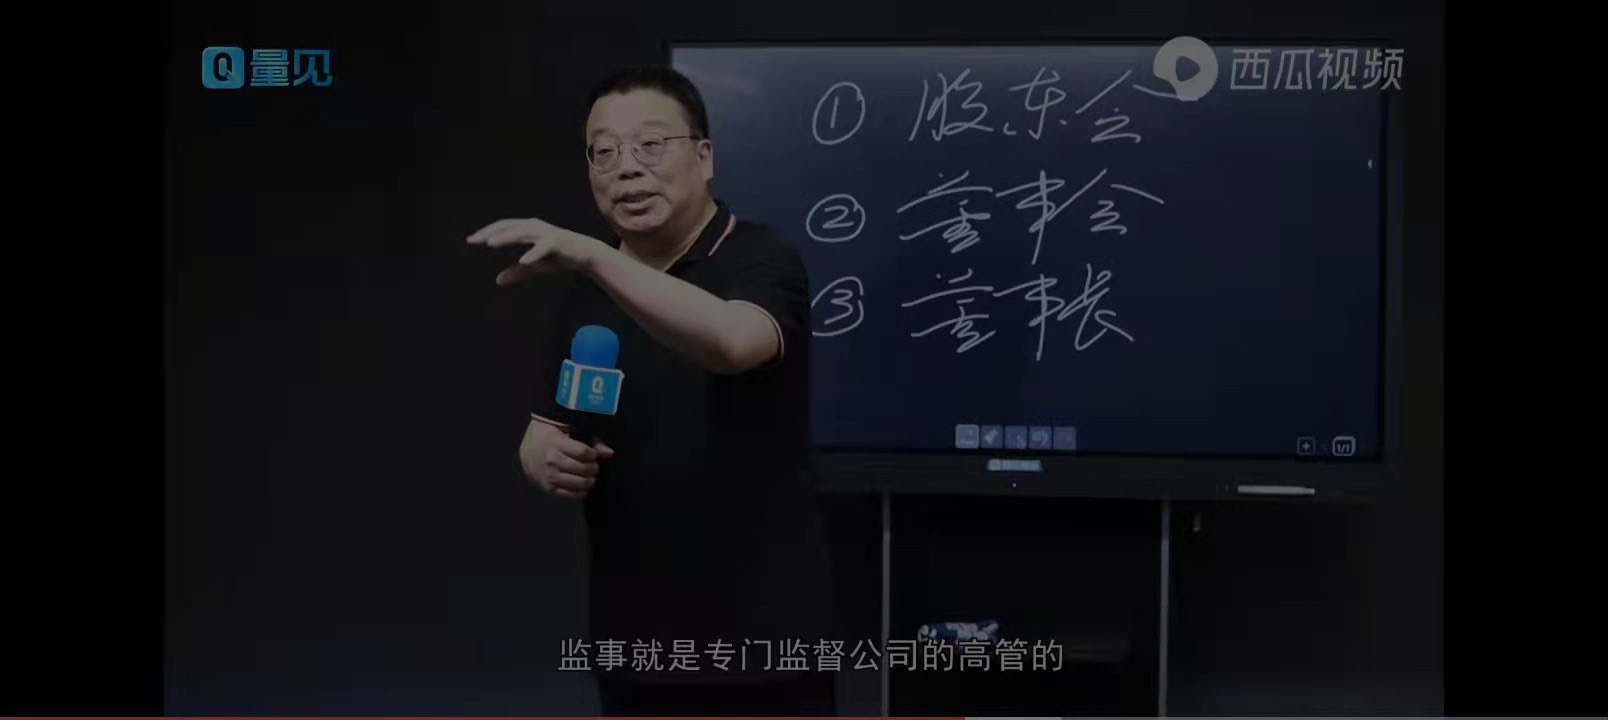 Q量见
西瓜视频
① 股东会
② 董事会
③ 董事长
Q
1/1
监事就是专门监督公司的高管的